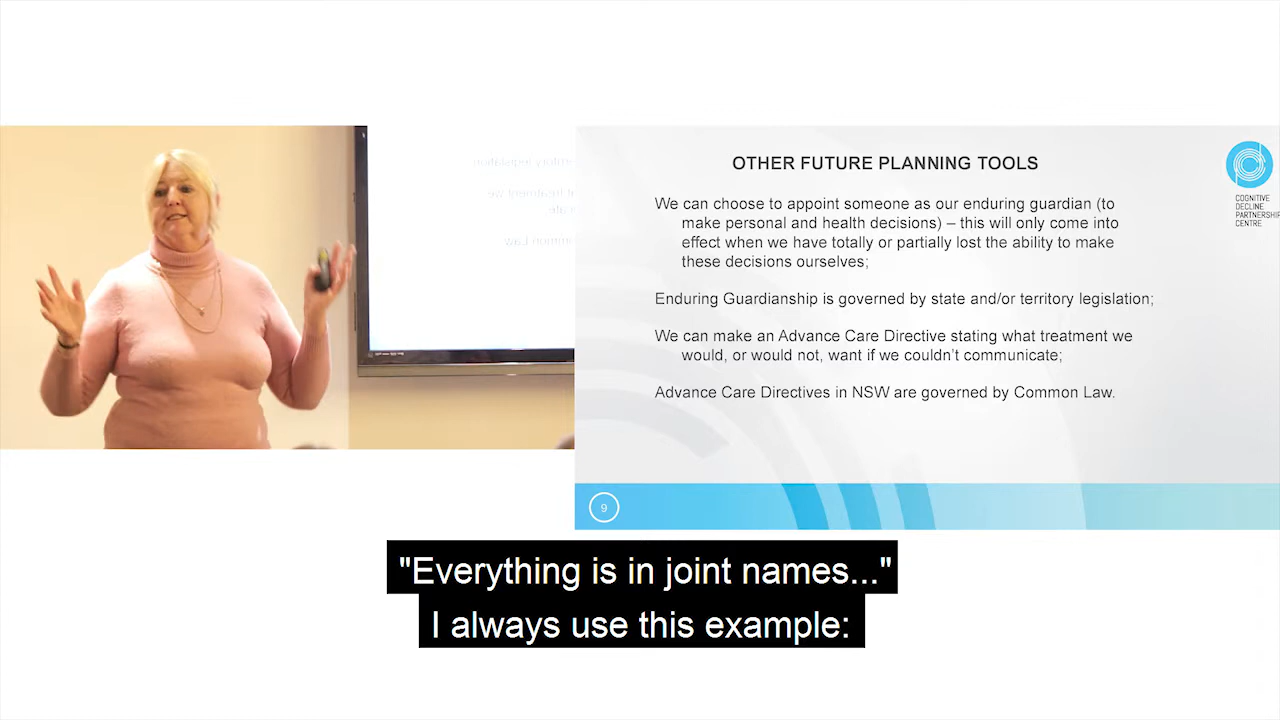 OTHER FUTURE PLANNING TOOLS
We can choose to appoint someone as our enduring guardian (to
make personal and health decisions) – this will only come into
effect when we have totally or partially lost the ability to make
these decisions ourselves;
Enduring Guardianship is governed by state and/or territory legislation;
We can make an Advance Care Directive stating what treatment we
would, or would not, want if we couldn't communicate;
Advance Care Directives in NSW are governed by Common Law.
COGNITIVE
DECLINE
PARTNERSHIP
CENTRE
9
"Everything is in joint names..."
I always use this example: